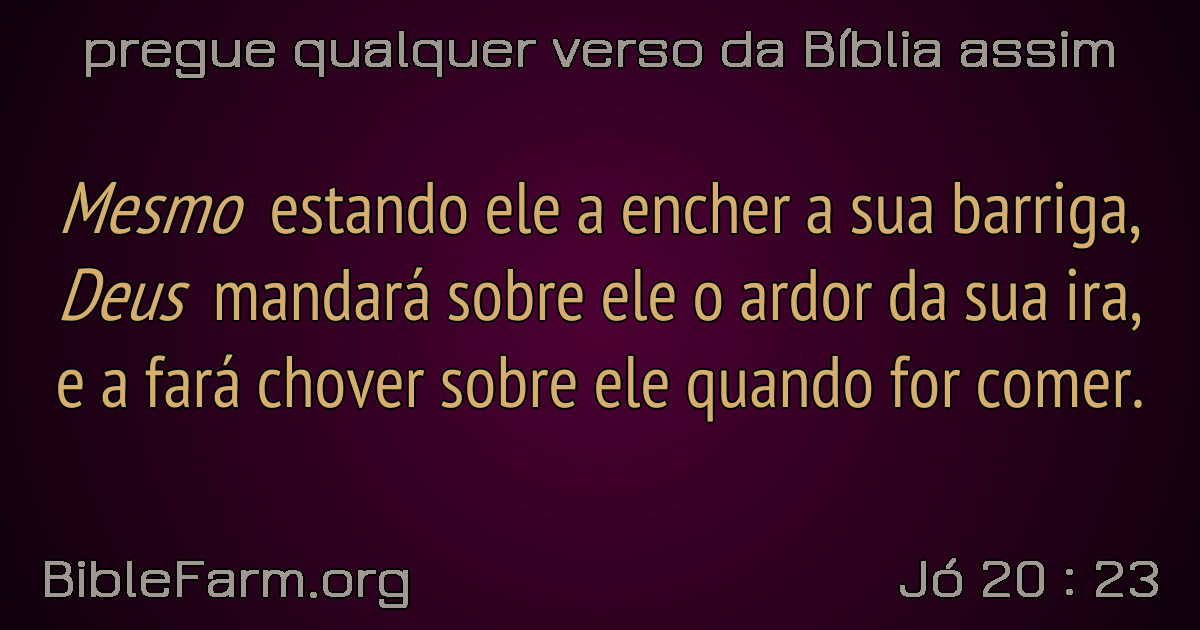 pregue qualquer verso da Bíblia assim
Mesmo estando ele a encher a sua barriga,
Deus mandará sobre ele o ardor da sua ira,
e a fará chover sobre ele quando for comer.
BibleFarm.org
Jó 20 : 23